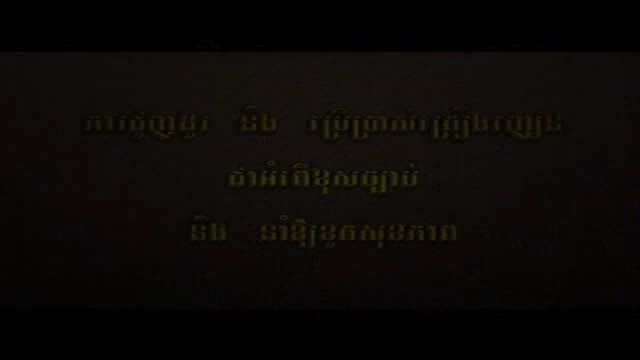 ការជួញដូរ និង ប្រើប្រាស់គ្រឿងញៀន
ជាអំពើខុសច្បាប់
និង នាំឱ្យខូចសុខភាព